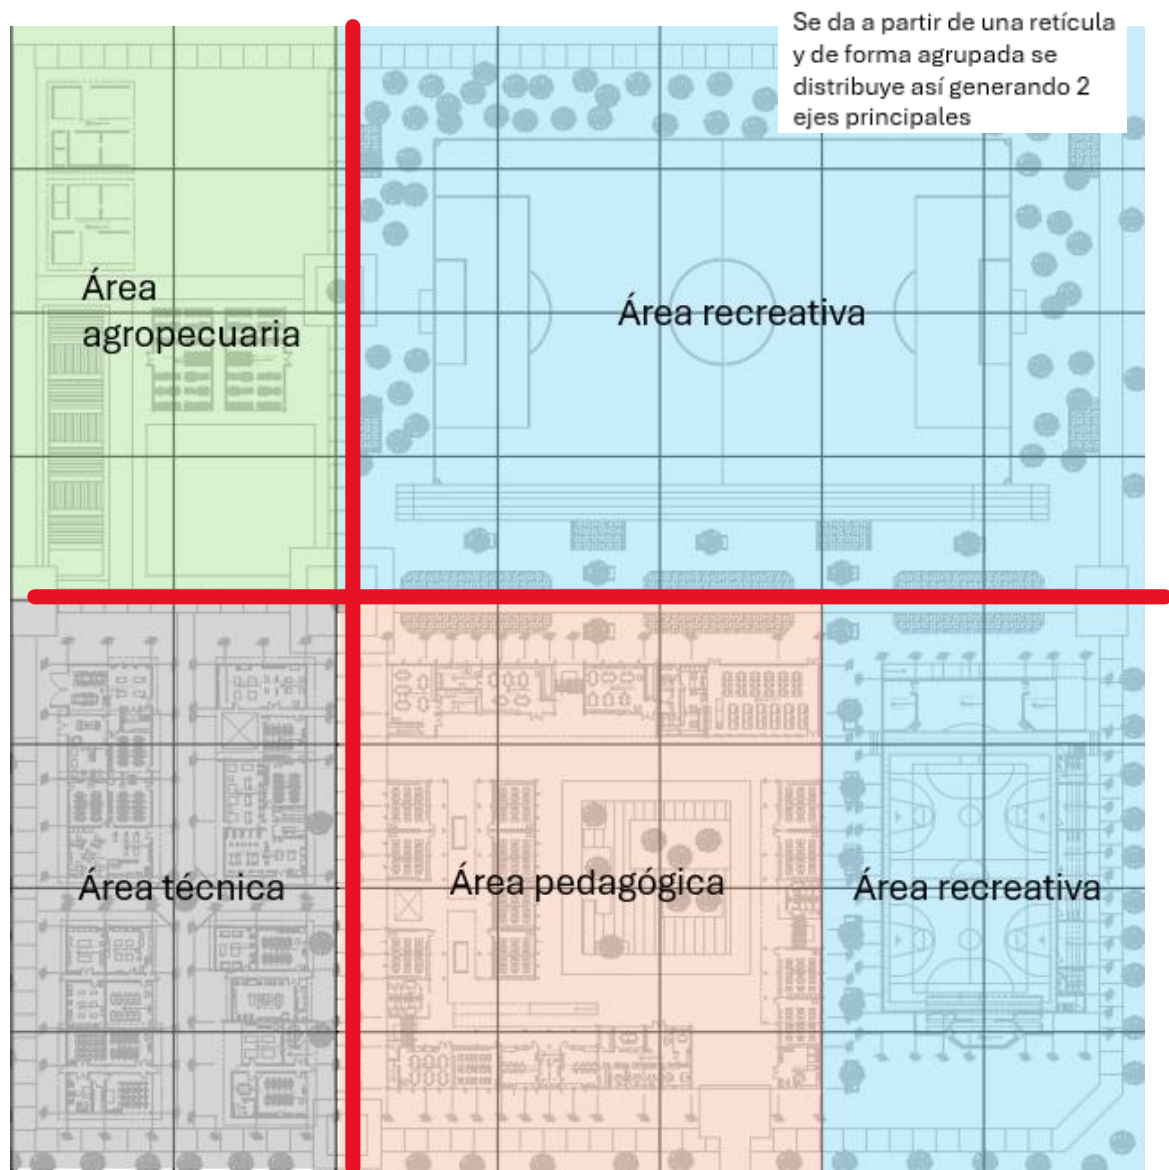 Se da a partir de una retícula
y de forma agrupada se
distribuye así generando 2
ejes principales
Área
agropecuaria
Área recreativa
Área técnica
Área pedagógica
Área recreativa